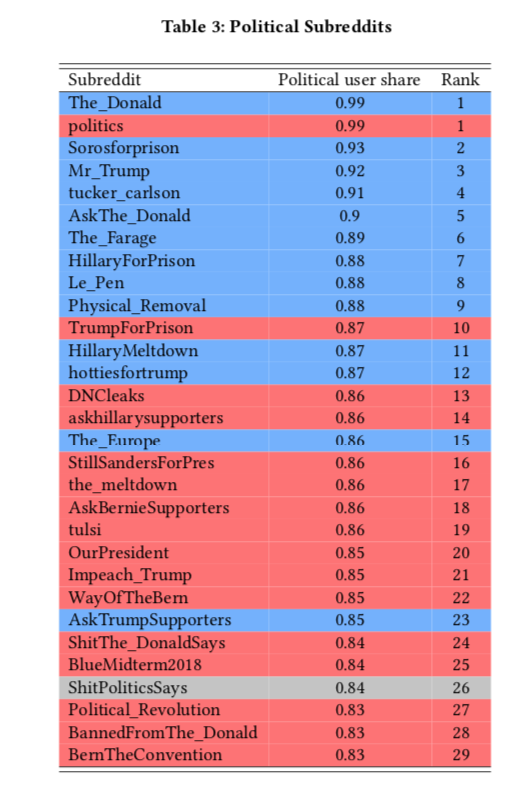 Table 3: Political Subreddits
Subreddit Political user share Rank
The_Donald 0.99 1
politics 0.99 1
Sorosforprison 0.93 2
Mr_Trump 0.92 3
tucker_carlson 0.91 4
AskThe_Donald 0.9 5
The_Farage 0.89 6
HillaryForPrison 0.88 7
Le_Pen 0.88 8
Physical_Removal 0.88 9
TrumpForPrison 0.87 10
HillaryMeltdown 0.87 11
hottiesfortrump 0.87 12
DNCleaks 0.86 13
askhillarysupporters 0.86 14
The_Europe 0.86 15
StillSandersForPres 0.86 16
the_meltdown 0.86 17
AskBernieSupporters 0.86 18
tulsi 0.86 19
OurPresident 0.85 20
Impeach_Trump 0.85 21
WayOfTheBern 0.85 22
AskTrumpSupporters 0.85 23
ShitThe_DonaldSays 0.84 24
BlueMidterm2018 0.84 25
ShitPoliticsSays 0.84 26
Political_Revolution 0.83 27
BannedFromThe_Donald 0.83 28
BernTheConvention 0.83 29